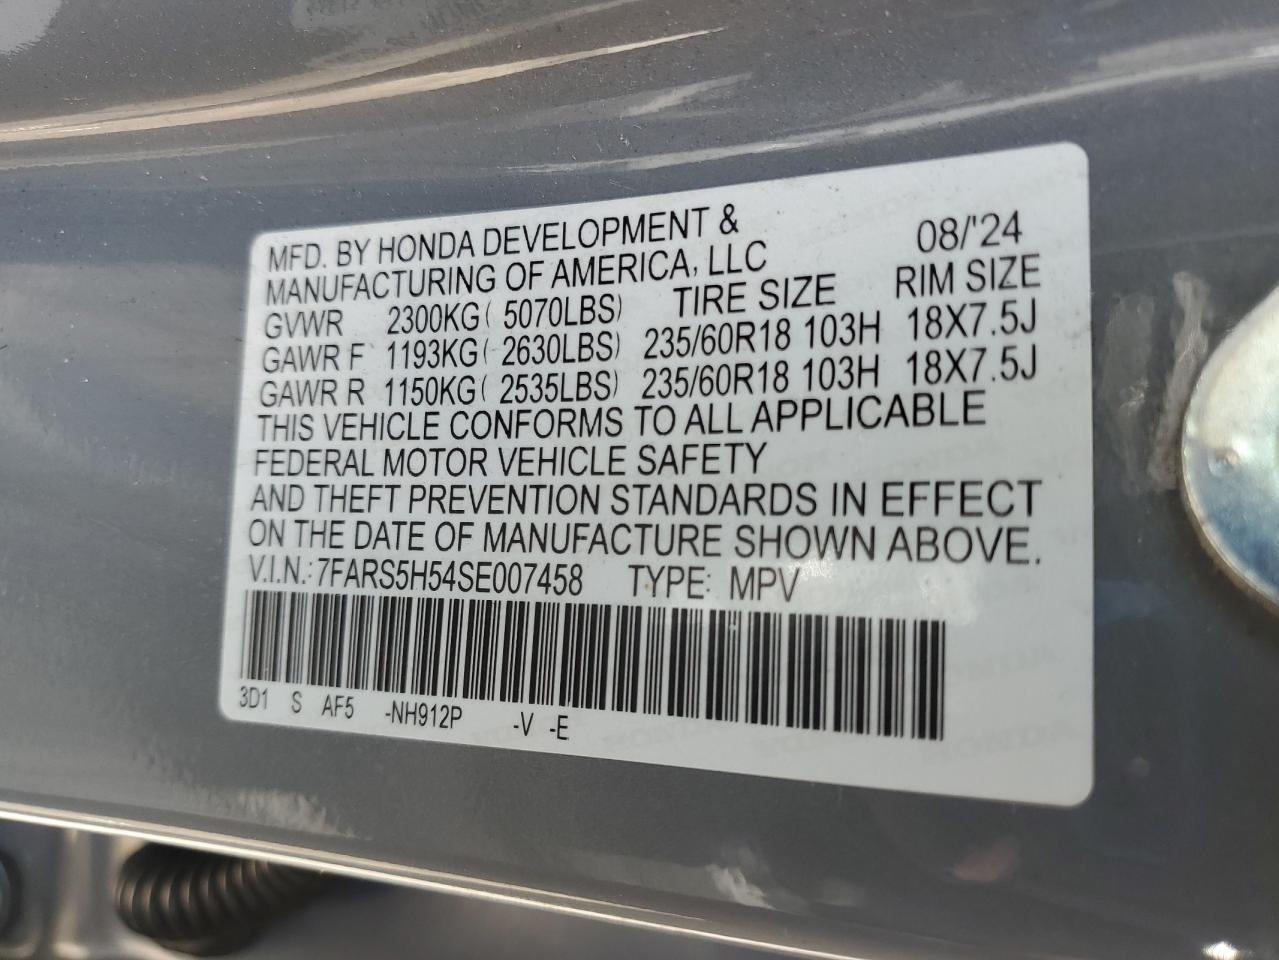 MFD. BY HONDA DEVELOPMENT & 08/'24
MANUFACTURING OF AMERICA, LLC
TIRE SIZE RIM SIZE
GVWR 2300KG( 5070LBS)
GAWR F 1193KG( 2630LBS) 235/60R18 103H 18X7.5J
GAWR R 1150KG( 2535LBS) 235/60R18 103H 18X7.5J
THIS VEHICLE CONFORMS TO ALL APPLICABLE
FEDERAL MOTOR VEHICLE SAFETY
AND THEFT PREVENTION STANDARDS IN EFFECT
ON THE DATE OF MANUFACTURE SHOWN ABOVE.
V.I.N.: 7FARS5H54SE007458 TYPE: MPV
3D1 S AF5 -NH912P -V -E